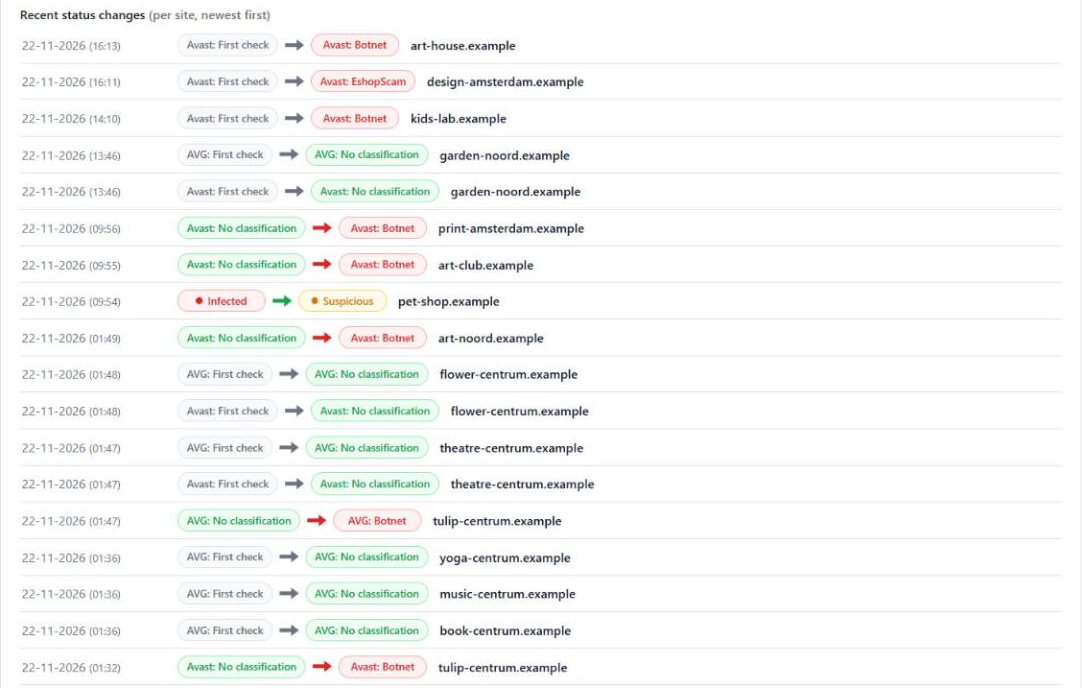 Recent status changes (per site, newest first)
22-11-2026 (16:13) Avast: First check Avast: Botnet art-house.example
22-11-2026 (16:11) Avast: First check Avast: EshopScam design-amsterdam.example
22-11-2026 (14:10) Avast: First check Avast: Botnet kids-lab.example
22-11-2026 (13:46) AVG: First check AVG: No classification garden-noord.example
22-11-2026 (13:46) Avast: First check Avast: No classification garden-noord.example
22-11-2026 (09:56) Avast: No classification Avast: Botnet print-amsterdam.example
22-11-2026 (09:55) Avast: No classification Avast: Botnet art-club.example
22-11-2026 (09:54) Infected Suspicious pet-shop.example
22-11-2026 (01:49) Avast: No classification Avast: Botnet art-noord.example
22-11-2026 (01:48) AVG: First check AVG: No classification flower-centrum.example
22-11-2026 (01:48) Avast: First check Avast: No classification flower-centrum.example
22-11-2026 (01:47) AVG: First check AVG: No classification theatre-centrum.example
22-11-2026 (01:47) Avast: First check Avast: No classification theatre-centrum.example
22-11-2026 (01:47) AVG: No classification AVG: Botnet tulip-centrum.example
22-11-2026 (01:36) AVG: First check AVG: No classification yoga-centrum.example
22-11-2026 (01:36) AVG: First check AVG: No classification music-centrum.example
22-11-2026 (01:36) AVG: First check AVG: No classification book-centrum.example
22-11-2026 (01:32) Avast: No classification Avast: Botnet tulip-centrum.example